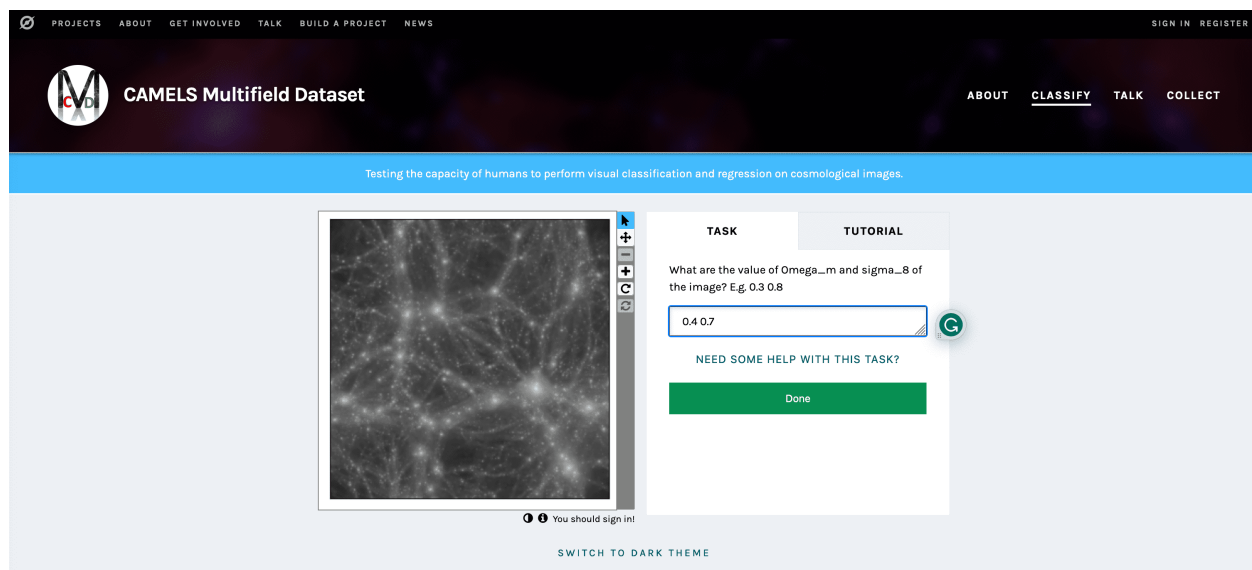 PROJECTS ABOUT GET INVOLVED TALK BUILD A PROJECT NEWS SIGN IN REGISTER
CMVD CAMELS Multifield Dataset ABOUT CLASSIFY TALK COLLECT
Testing the capacity of humans to perform visual classification and regression on cosmological images.
TASK TUTORIAL
What are the value of Omega_m and sigma_8 of
the image? E.g. 0.3 0.8
0.4 0.7
NEED SOME HELP WITH THIS TASK?
Done
You should sign in!
SWITCH TO DARK THEME